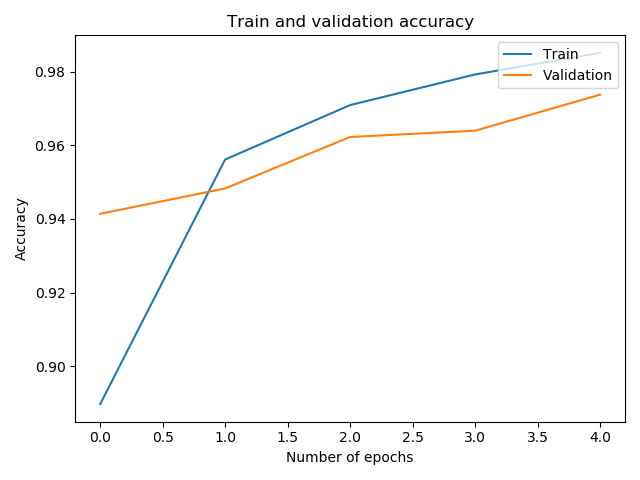 Train and validation accuracy
Train
Validation
Accuracy
0.98
0.96
0.94
0.92
0.90
0.0 0.5 1.0 1.5 2.0 2.5 3.0 3.5 4.0
Number of epochs